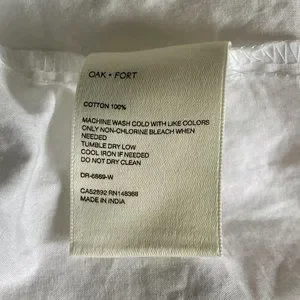 OAK + FORT
COTTON 100%
MACHINE WASH COLD WITH LIKE COLORS
ONLY NON-CHLORINE BLEACH WHEN
NEEDED
TUMBLE DRY LOW
COOL IRON IF NEEDED
DO NOT DRY CLEAN
DR-6869-W
CA52892 RN148368
MADE IN INDIA